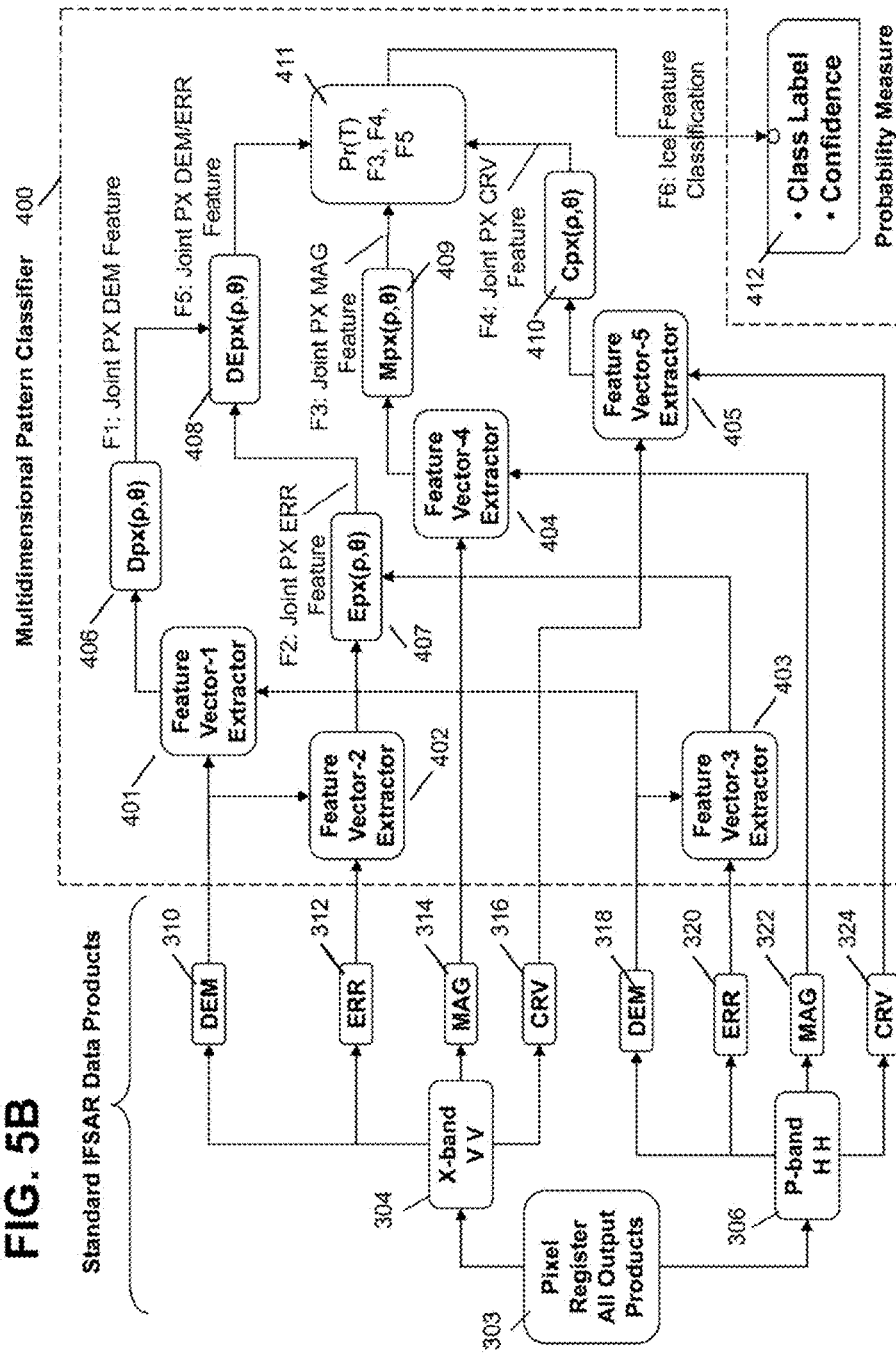 FIG. 5B
Standard IFSAR Data Products
Multidimensional Pattern Classifier 400
303
Pixel
Register
All Output
Products
304
X-band
V V
306
P-band
H H
310
DEM
312
ERR
314
MAG
316
CRV
318
DEM
320
ERR
322
MAG
324
CRV
401
Feature
Vector-1
Extractor
Feature
Vector-2
Extractor
402
Feature
Vector-3
Extractor
403
Feature
Vector-4
Extractor
404
Feature
Vector-5
Extractor
405
406
Dpx(ρ,θ)
F1: Joint PX DEM Feature
F2: Joint PX ERR
Feature
Epx(ρ,θ)
407
F5: Joint PX DEM/ERR
Feature
DEpx(ρ,θ)
408
F3: Joint PX MAG
Feature
Mpx(ρ,θ)
409
F4: Joint PX CRV
Feature
Cpx(ρ,θ)
410
411
Pr(T)
F3, F4,
F5
F6: Ice Feature
Classification
412
• Class Label
• Confidence
Probability Measure